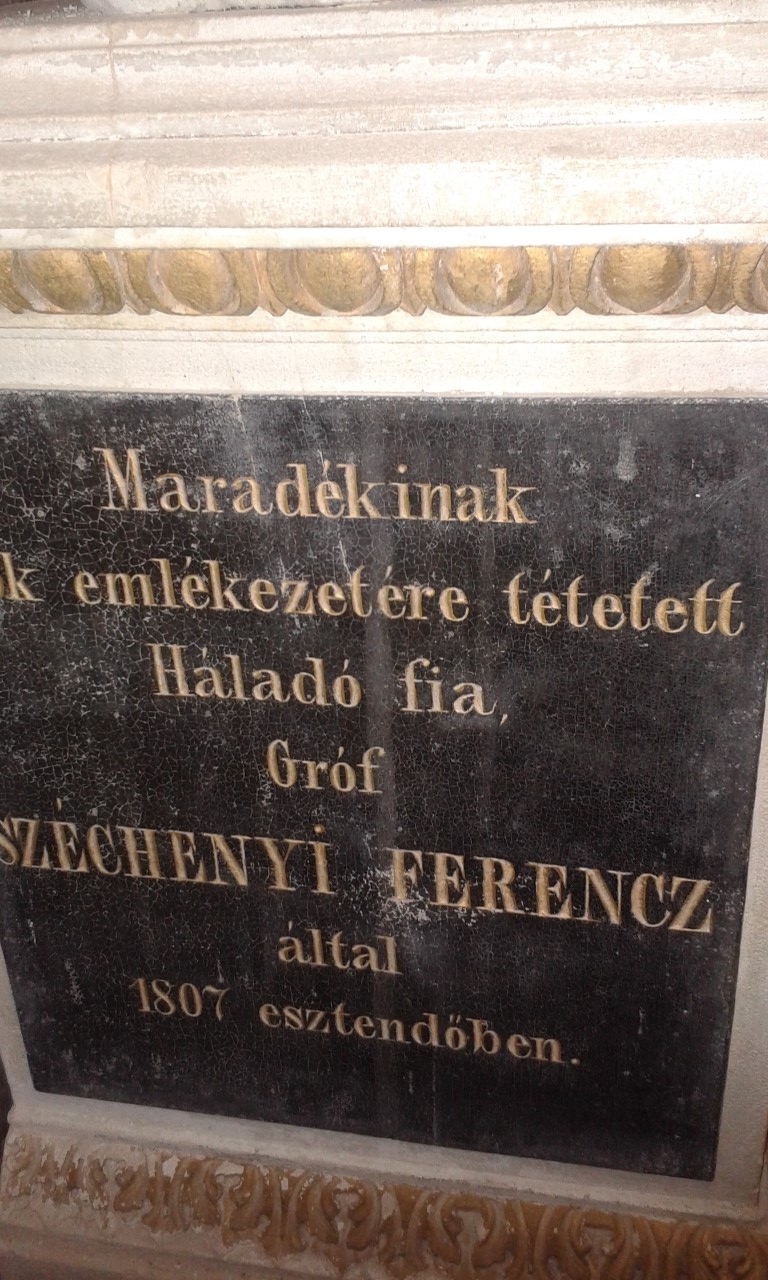 Maradékinak
emlékezetére tétetett
Háladó fia,
Gróf
SZÉCHENYI FERENCZ
által
1807 esztendőben.